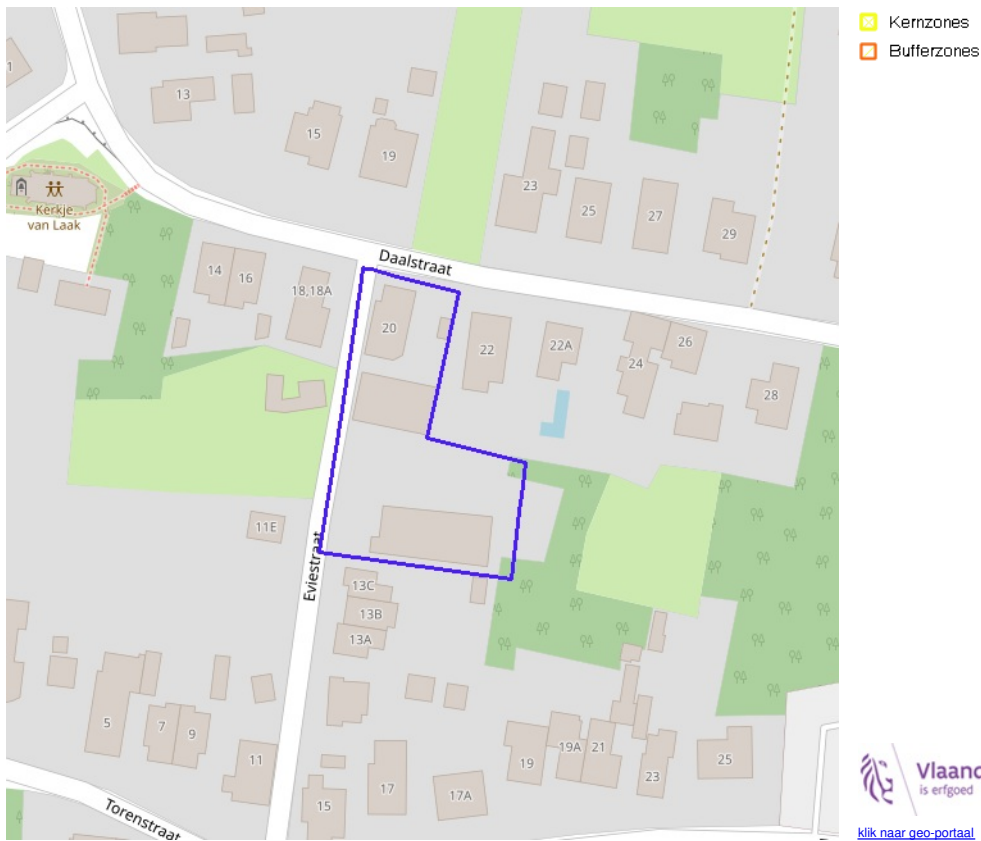 Kernzones
Bufferzones
1
13
15
19
23
25
27
29
Kerkje
van Laak
Daalstraat
14
16
18,18A
20
22
22A
24
26
28
11E
Eviestraat
13C
13B
13A
5
7
9
11
15
17
17A
19
19A
21
23
25
Torenstraat
Vlaand
is erfgoed
klik naar geo-portaal